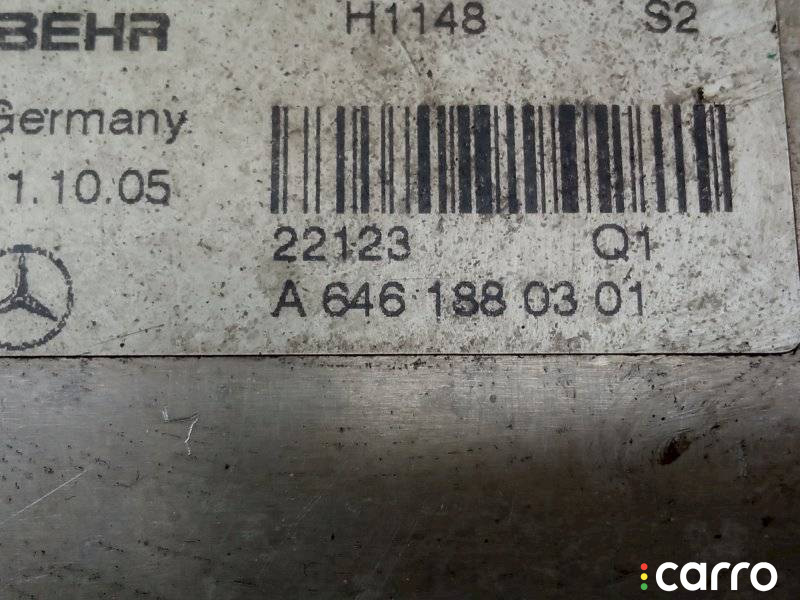 BEHR H1148 S2
Germany
1.10.05
22123 Q1
A 646 188 03 01
carro